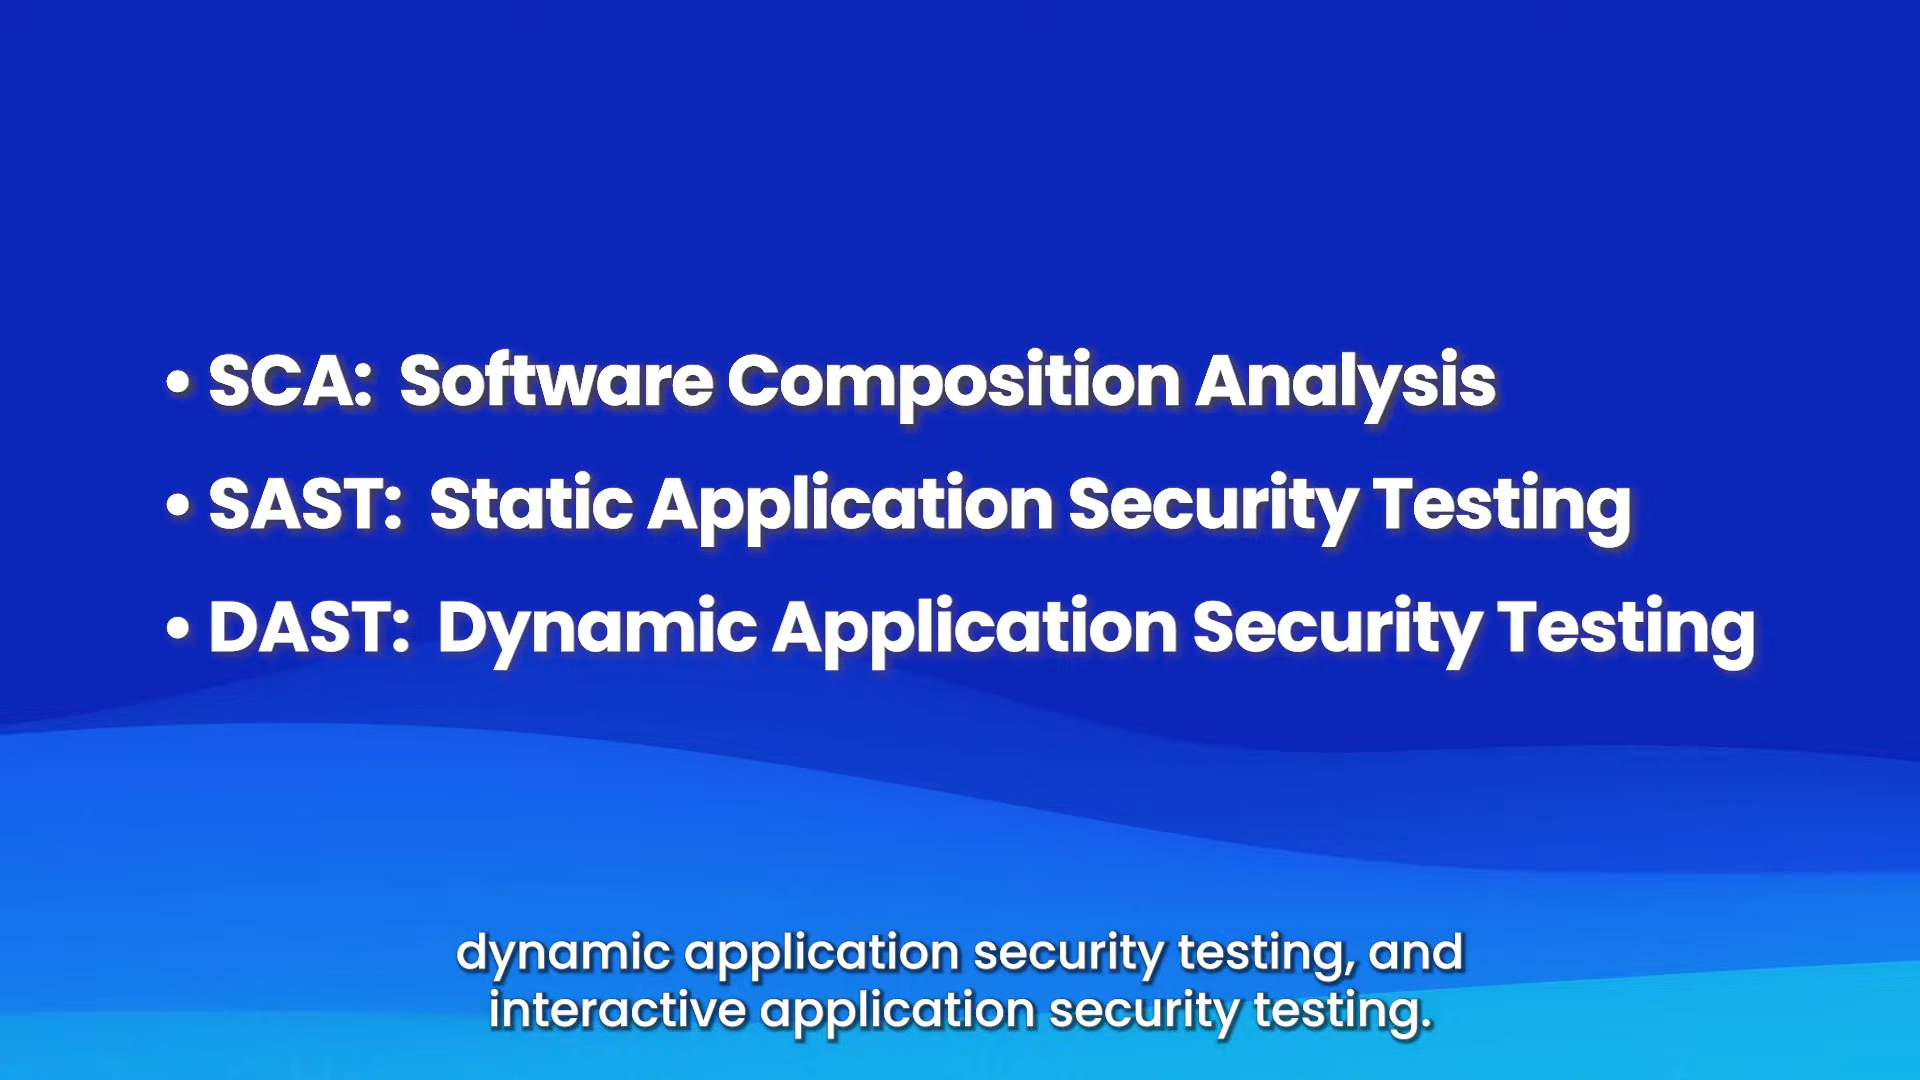 • SCA: Software Composition Analysis
• SAST: Static Application Security Testing
• DAST: Dynamic Application Security Testing
dynamic application security testing, and
interactive application security testing.